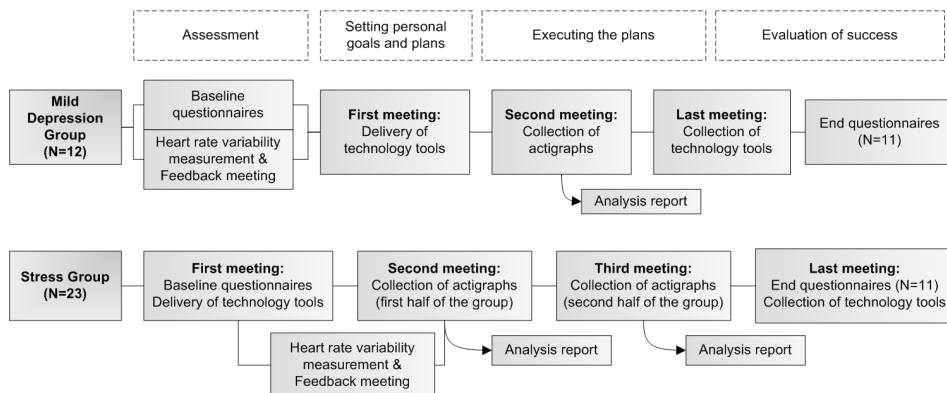 Assessment
Setting personal
goals and plans
Executing the plans
Evaluation of success
Mild
Depression
Group
(N=12)
Baseline
questionnaires
Heart rate variability
measurement &
Feedback meeting
First meeting:
Delivery of
technology tools
Second meeting:
Collection of
actigraphs
Last meeting:
Collection of
technology tools
End questionnaires
(N=11)
Analysis report
Stress Group
(N=23)
First meeting:
Baseline questionnaires
Delivery of technology tools
Second meeting:
Collection of actigraphs
(first half of the group)
Third meeting:
Collection of actigraphs
(second half of the group)
Last meeting:
End questionnaires (N=11)
Collection of technology tools
Heart rate variability
measurement &
Feedback meeting
Analysis report
Analysis report